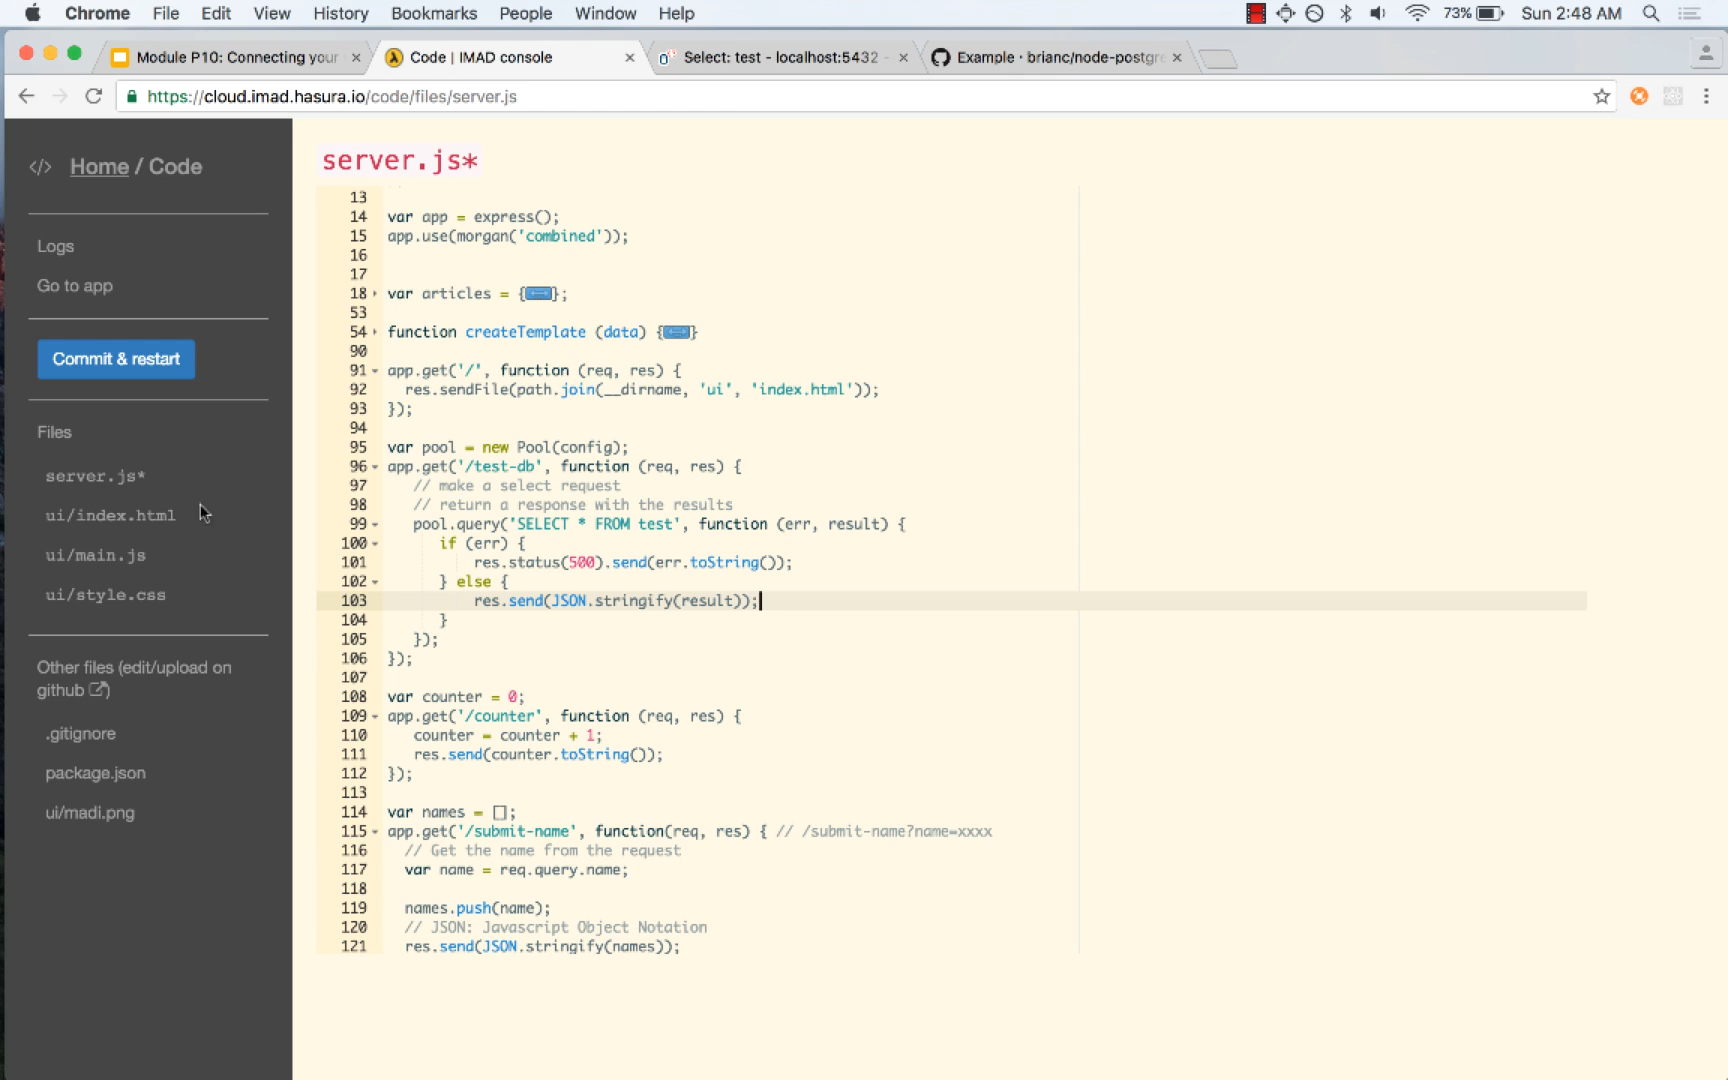 Chrome File Edit View History Bookmarks People Window Help 73% Sun 2:48 AM
Module P10: Connecting your
Code | IMAD console
Select: test - localhost:5432 -
Example · brianc/node-postgre
https://cloud.imad.hasura.io/code/files/server.js
</> Home / Code
Logs
Go to app
Commit & restart
Files
server.js*
ui/index.html
ui/main.js
ui/style.css
Other files (edit/upload on
github )
.gitignore
package.json
ui/madi.png
server.js*
13
14 var app = express();
15 app.use(morgan('combined'));
16
17
18 var articles = {};
53
54 function createTemplate (data) {}
90
91 app.get('/', function (req, res) {
92 res.sendFile(path.join(__dirname, 'ui', 'index.html'));
93 });
94
95 var pool = new Pool(config);
96 app.get('/test-db', function (req, res) {
97 // make a select request
98 // return a response with the results
99 pool.query('SELECT * FROM test', function (err, result) {
100 if (err) {
101 res.status(500).send(err.toString());
102 } else {
103 res.send(JSON.stringify(result));
104 }
105 });
106 });
107
108 var counter = 0;
109 app.get('/counter', function (req, res) {
110 counter = counter + 1;
111 res.send(counter.toString());
112 });
113
114 var names = [];
115 app.get('/submit-name', function(req, res) { // /submit-name?name=xxxx
116 // Get the name from the request
117 var name = req.query.name;
118
119 names.push(name);
120 // JSON: Javascript Object Notation
121 res.send(JSON.stringify(names));